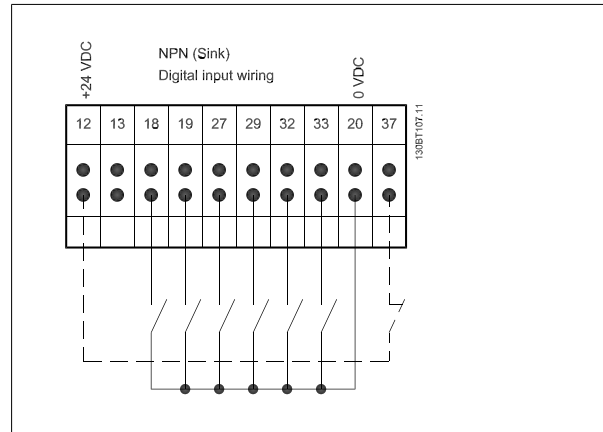 +24 VDC
NPN (Sink)
Digital input wiring
0 VDC
130BT107.11
12 13 18 19 27 29 32 33 20 37